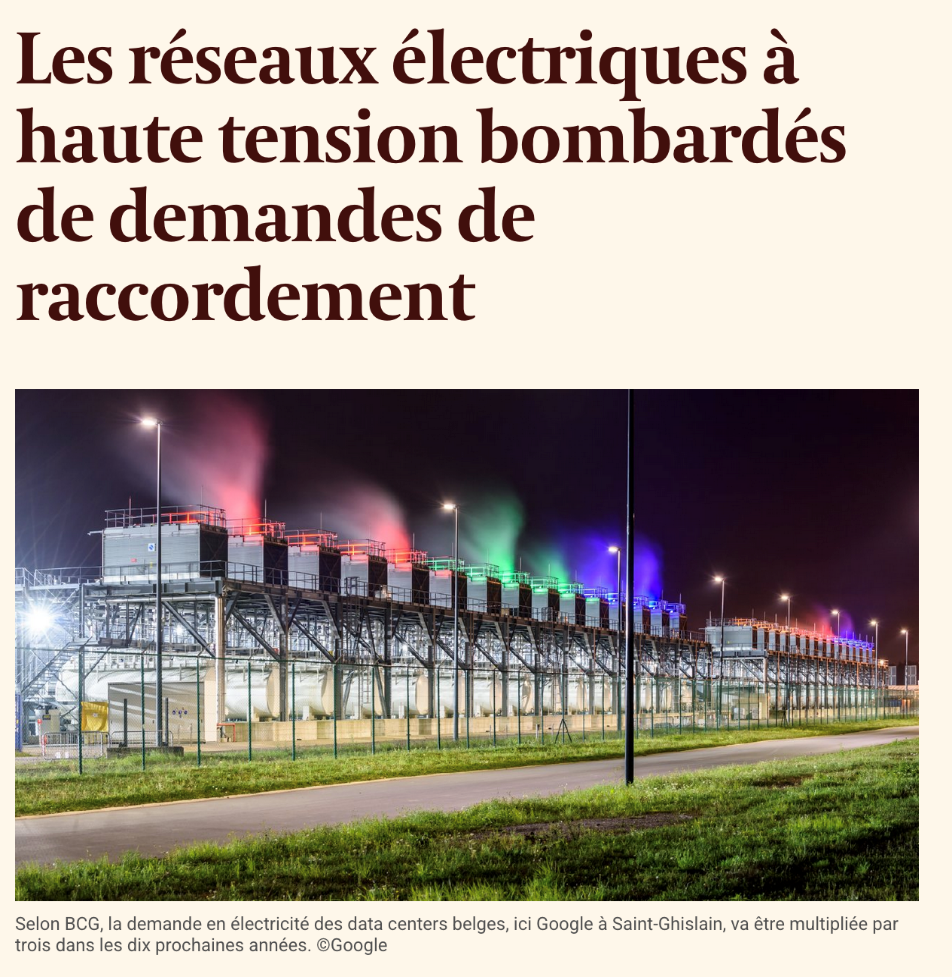 Les réseaux électriques à
haute tension bombardés
de demandes de
raccordement
Selon BCG, la demande en électricité des data centers belges, ici Google à Saint-Ghislain, va être multipliée par
trois dans les dix prochaines années. ©Google